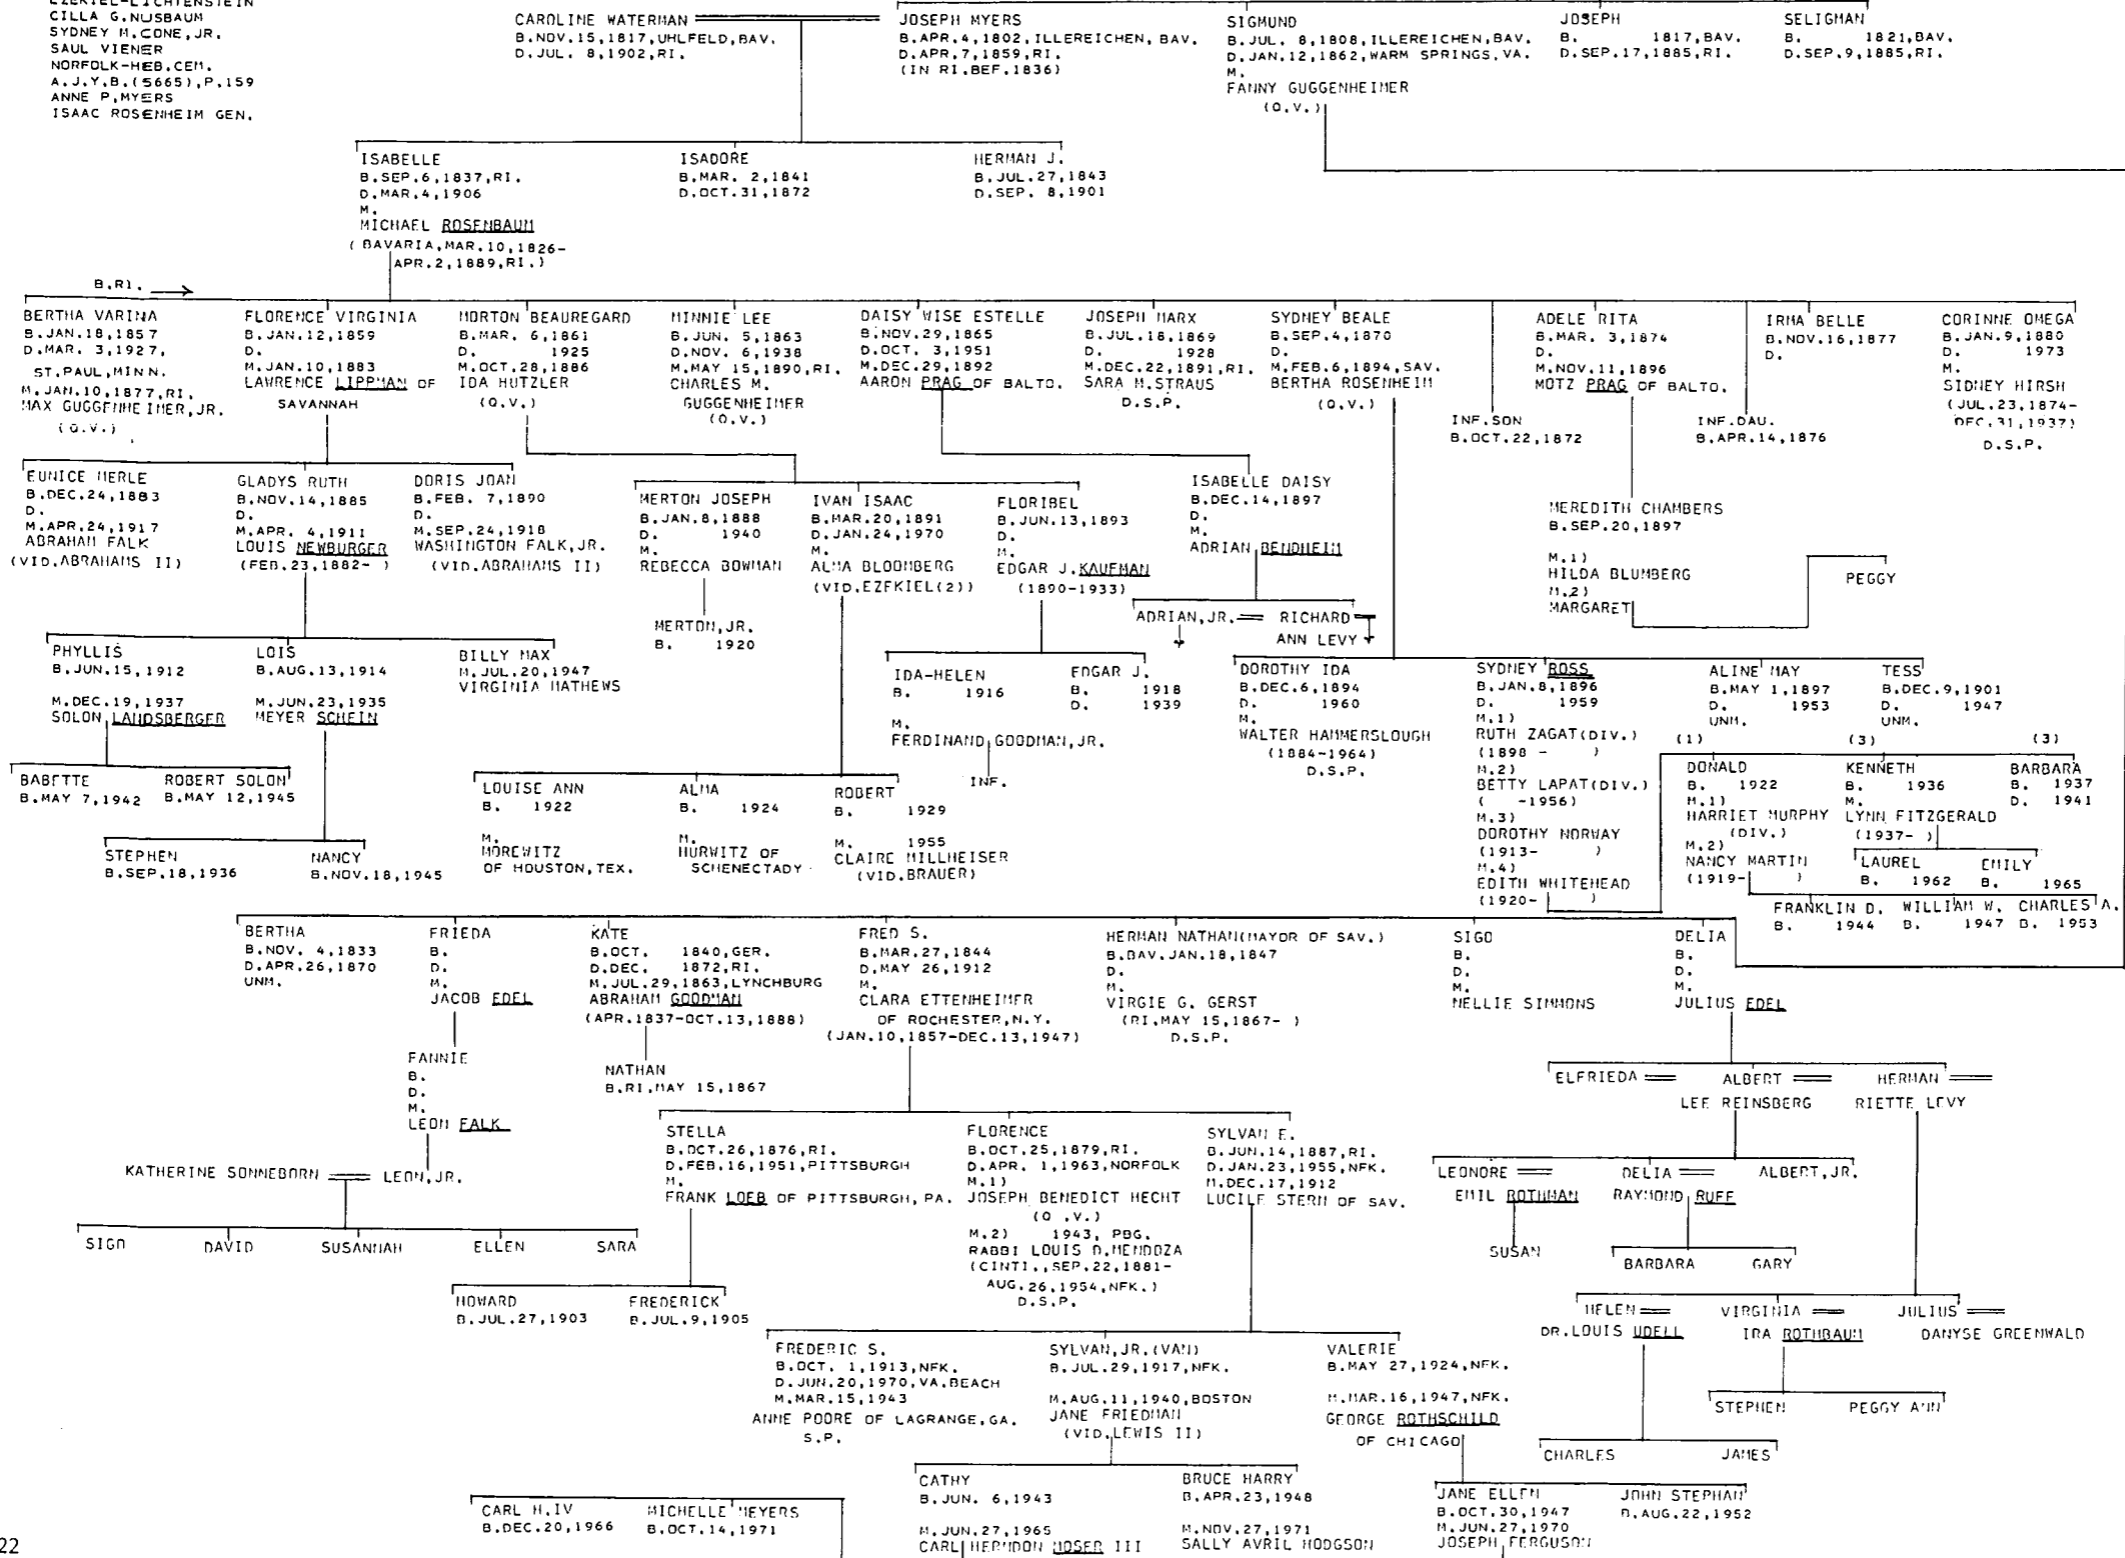 EZEKIEL-LICHTENSTEIN
CILLA G.NUSBAUM
SYDNEY M.CONE,JR.
SAUL VIENER
NORFOLK-HEB.CEM.
A.J.Y.B.(5665),P.159
ANNE P.MYERS
ISAAC ROSENHEIM GEN.
CAROLINE WATERMAN
B.NOV.15,1817,UHLFELD,BAV.
D.JUL. 8,1902,RI.
JOSEPH MYERS
B.APR.4,1802,ILLEREICHEN,BAV.
D.APR.7,1859,RI.
(IN RI.BEF.1836)
SIGMUND
B.JUL. 8,1808,ILLEREICHEN,BAV.
D.JAN.12,1862,WARM SPRINGS,VA.
M.
FANNY GUGGENHEIMER
(Q.V.)
JOSEPH
B. 1817,BAV.
D.SEP.17,1885,RI.
SELIGMAN
B. 1821,BAV.
D.SEP.9,1885,RI.
ISABELLE
B.SEP.6,1837,RI.
D.MAR.4,1906
M.
MICHAEL ROSENBAUM
(BAVARIA,MAR.10,1826-
APR.2,1889,RI.)
ISADORE
B.MAR. 2,1841
D.OCT.31,1872
HERMAN J.
B.JUL.27,1843
D.SEP. 8,1901
B.RI.
BERTHA VARINA
B.JAN.18,1857
D.MAR. 3,1927,
ST.PAUL,MINN.
M.JAN.10,1877,RI.
MAX GUGGENHEIMER,JR.
(Q.V.)
FLORENCE VIRGINIA
B.JAN.12,1859
D.
M.JAN.10,1883
LAWRENCE LIPPMAN OF
SAVANNAH
MORTON BEAUREGARD
B.MAR. 6,1861
D. 1925
M.OCT.28,1886
IDA HUTZLER
(Q.V.)
MINNIE LEE
B.JUN. 5,1863
D.NOV. 6,1938
M.MAY 15,1890,RI.
CHARLES M.
GUGGENHEIMER
(Q.V.)
DAISY WISE ESTELLE
B.NOV.29,1865
D.OCT. 3,1951
M.DEC.29,1892
AARON PRAG OF BALTO.
JOSEPH MARX
B.JUL.18,1869
D. 1928
M.DEC.22,1891,RI.
SARA M.STRAUS
D.S.P.
SYDNEY BEALE
B.SEP.4,1870
D.
M.FEB.6,1894,SAV.
BERTHA ROSENHEIM
(Q.V.)
INF.SON
B.OCT.22,1872
ADELE RITA
B.MAR. 3,1874
D.
M.NOV.11,1896
MOTZ PRAG OF BALTO.
INF.DAU.
B.APR.14,1876
IRMA BELLE
B.NOV.16,1877
D.
CORINNE OMEGA
B.JAN.9,1880
D. 1973
M.
SIDNEY HIRSH
(JUL.23,1874-
DEC.31,1937)
D.S.P.
EUNICE MERLE
B.DEC.24,1883
D.
M.APR.24,1917
ABRAHAM FALK
(VID.ABRAHAMS II)
GLADYS RUTH
B.NOV.14,1885
D.
M.APR. 4,1911
LOUIS NEWBURGER
(FEB.23,1882- )
DORIS JOAN
B.FEB. 7,1890
D.
M.SEP.24,1918
WASHINGTON FALK,JR.
(VID.ABRAHAMS II)
MERTON JOSEPH
B.JAN.8,1888
D. 1940
M.
REBECCA BOWMAN
IVAN ISAAC
B.MAR.20,1891
D.JAN.24,1970
M.
ALMA BLOOMBERG
(VID.EZEKIEL(2))
FLORIBEL
B.JUN.13,1893
D.
M.
EDGAR J.KAUFMAN
(1890-1933)
ISABELLE DAISY
B.DEC.14,1897
D.
M.
ADRIAN BENDHEIM
MEREDITH CHAMBERS
B.SEP.20,1897
M.1)
HILDA BLUMBERG
M.2)
MARGARET
PEGGY
MERTON,JR.
B. 1920
ADRIAN,JR.
RICHARD
ANN LEVY
PHYLLIS
B.JUN.15,1912
M.DEC.19,1937
SOLON LANDSBERGER
LOIS
B.AUG.13,1914
M.JUN.23,1935
MEYER SCHEIN
BILLY MAX
M.JUL.20,1947
VIRGINIA MATHEWS
IDA-HELEN
B. 1916
M.
FERDINAND GOODMAN,JR.
INF.
EDGAR J.
B. 1918
D. 1939
DOROTHY IDA
B.DEC.6,1894
D. 1960
M.
WALTER HAMMERSLOUGH
(1884-1964)
D.S.P.
SYDNEY ROSS
B.JAN.8,1896
D. 1959
M.1)
RUTH ZAGAT(DIV.)
(1898 - )
M.2)
BETTY LAPAT(DIV.)
( -1956)
M.3)
DOROTHY NORWAY
(1913- )
M.4)
EDITH WHITEHEAD
(1920- )
ALINE MAY
B.MAY 1,1897
D. 1953
UNM.
TESS
B.DEC.9,1901
D. 1947
UNM.
(1) (3) (3)
DONALD
B. 1922
M.1)
HARRIET MURPHY
(DIV.)
M.2)
NANCY MARTIN
(1919- )
KENNETH
B. 1936
M.
LYNN FITZGERALD
(1937- )
BARBARA
B. 1937
D. 1941
BABETTE
B.MAY 7,1942
ROBERT SOLON
B.MAY 12,1945
LOUISE ANN
B. 1922
M.
MOREWITZ
OF HOUSTON,TEX.
ALMA
B. 1924
M.
HURWITZ OF
SCHENECTADY
ROBERT
B. 1929
M. 1955
CLAIRE MILLHEISER
(VID.BRAUER)
STEPHEN
B.SEP.18,1936
NANCY
B.NOV.18,1945
LAUREL
B. 1962
EMILY
B. 1965
FRANKLIN D.
B. 1944
WILLIAM W.
B. 1947
CHARLES A.
B. 1953
BERTHA
B.NOV. 4,1833
D.APR.26,1870
UNM.
FRIEDA
B.
D.
M.
JACOB EDEL
KATE
B.OCT. 1840,GER.
D.DEC. 1872,RI.
M.JUL.29,1863,LYNCHBURG
ABRAHAM GOODMAN
(APR.1837-OCT.13,1888)
FRED S.
B.MAR.27,1844
D.MAY 26,1912
M.
CLARA ETTENHEIMER
OF ROCHESTER,N.Y.
(JAN.10,1857-DEC.13,1947)
HERMAN NATHAN(MAYOR OF SAV.)
B.BAV.JAN.18,1847
D.
M.
VIRGIE G. GERST
(RI,MAY 15,1867- )
D.S.P.
SIGO
B.
D.
M.
NELLIE SIMMONS
DELIA
B.
D.
M.
JULIUS EDEL
FANNIE
B.
D.
M.
LEON FALK
NATHAN
B.RI.MAY 15,1867
ELFRIEDA
ALBERT
LEE REINSBERG
HERMAN
RIETTE LEVY
KATHERINE SONNEBORN
LEON,JR.
STELLA
B.OCT.26,1876,RI.
D.FEB.16,1951,PITTSBURGH
M.
FRANK LOEB OF PITTSBURGH,PA.
FLORENCE
B.OCT.25,1879,RI.
D.APR. 1,1963,NORFOLK
M.1)
JOSEPH BENEDICT HECHT
(Q.V.)
M.2) 1943, PBG.
RABBI LOUIS D.MENDOZA
(CINTI.,SEP.22,1881-
AUG.26,1954,NFK.)
D.S.P.
SYLVAN E.
B.JUN.14,1887,RI.
D.JAN.23,1955,NFK.
M.DEC.17,1912
LUCILE STERN OF SAV.
LEONORE
EMIL ROTHMAN
DELIA
RAYMOND RUFF
ALBERT,JR.
SIGO
DAVID
SUSANNAH
ELLEN
SARA
SUSAN
BARBARA
GARY
HOWARD
B.JUL.27,1903
FREDERICK
B.JUL.9,1905
HELEN
DR.LOUIS UDELL
VIRGINIA
IRA ROTHBAUM
JULIUS
DANYSE GREENWALD
FREDERIC S.
B.OCT. 1,1913,NFK.
D.JUN.20,1970,VA.BEACH
M.MAR.15,1943
ANNE POORE OF LAGRANGE,GA.
S.P.
SYLVAN,JR.(VAN)
B.JUL.29,1917,NFK.
M.AUG.11,1940,BOSTON
JANE FRIEDMAN
(VID.LEWIS II)
VALERIE
B.MAY 27,1924,NFK.
M.MAR.16,1947,NFK.
GEORGE ROTHSCHILD
OF CHICAGO
STEPHEN
PEGGY ANN
CHARLES
JAMES
CARL H.IV
B.DEC.20,1966
MICHELLE MEYERS
B.OCT.14,1971
CATHY
B.JUN. 6,1943
M.JUN.27,1965
CARL HERNDON MOSER III
BRUCE HARRY
B.APR.23,1948
M.NOV.27,1971
SALLY AVRIL HODGSON
JANE ELLEN
B.OCT.30,1947
M.JUN.27,1970
JOSEPH FERGUSON
JOHN STEPHAN
B.AUG.22,1952
22